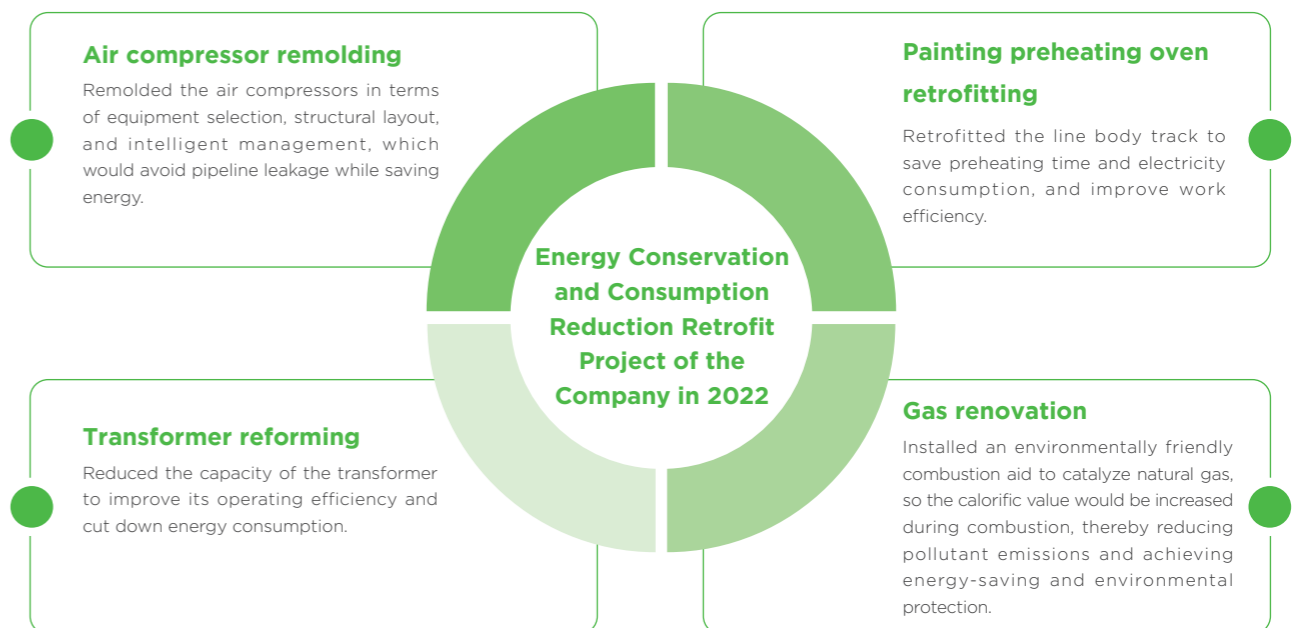 Air compressor remolding
Remolded the air compressors in terms
of equipment selection, structural layout,
and intelligent management, which
would avoid pipeline leakage while saving
energy.
Painting preheating oven
retrofitting
Retrofitted the line body track to
save preheating time and electricity
consumption, and improve work
efficiency.
Energy Conservation
and Consumption
Reduction Retrofit
Project of the
Company in 2022
Transformer reforming
Reduced the capacity of the transformer
to improve its operating efficiency and
cut down energy consumption.
Gas renovation
Installed an environmentally friendly
combustion aid to catalyze natural gas,
so the calorific value would be increased
during combustion, thereby reducing
pollutant emissions and achieving
energy-saving and environmental
protection.